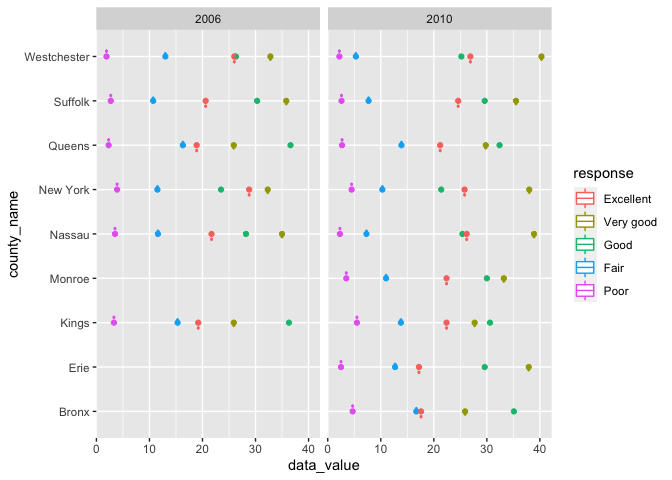 2006 2010
Westchester
Suffolk
Queens
New York
Nassau
Monroe
Kings
Erie
Bronx
county_name
0 10 20 30 40 0 10 20 30 40
data_value
response
Excellent
Very good
Good
Fair
Poor